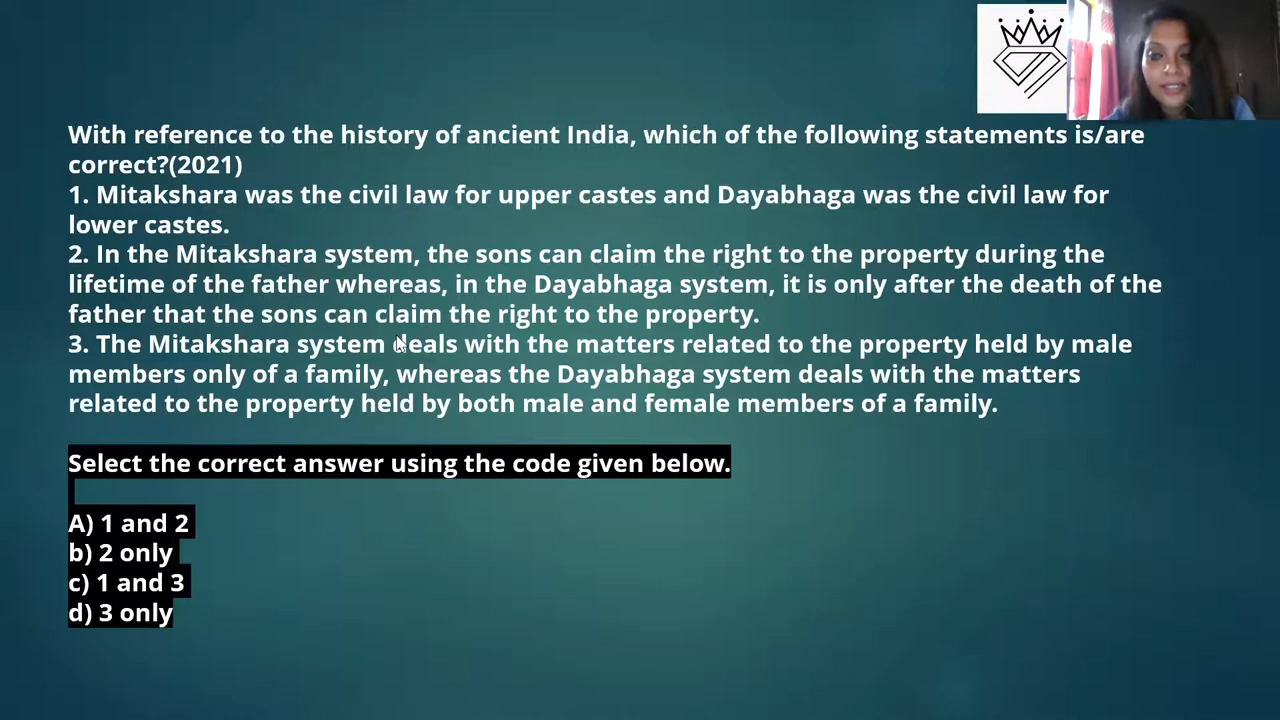 With reference to the history of ancient India, which of the following statements is/are
correct?(2021)
1. Mitakshara was the civil law for upper castes and Dayabhaga was the civil law for
lower castes.
2. In the Mitakshara system, the sons can claim the right to the property during the
lifetime of the father whereas, in the Dayabhaga system, it is only after the death of the
father that the sons can claim the right to the property.
3. The Mitakshara system deals with the matters related to the property held by male
members only of a family, whereas the Dayabhaga system deals with the matters
related to the property held by both male and female members of a family.
Select the correct answer using the code given below.
A) 1 and 2
b) 2 only
c) 1 and 3
d) 3 only